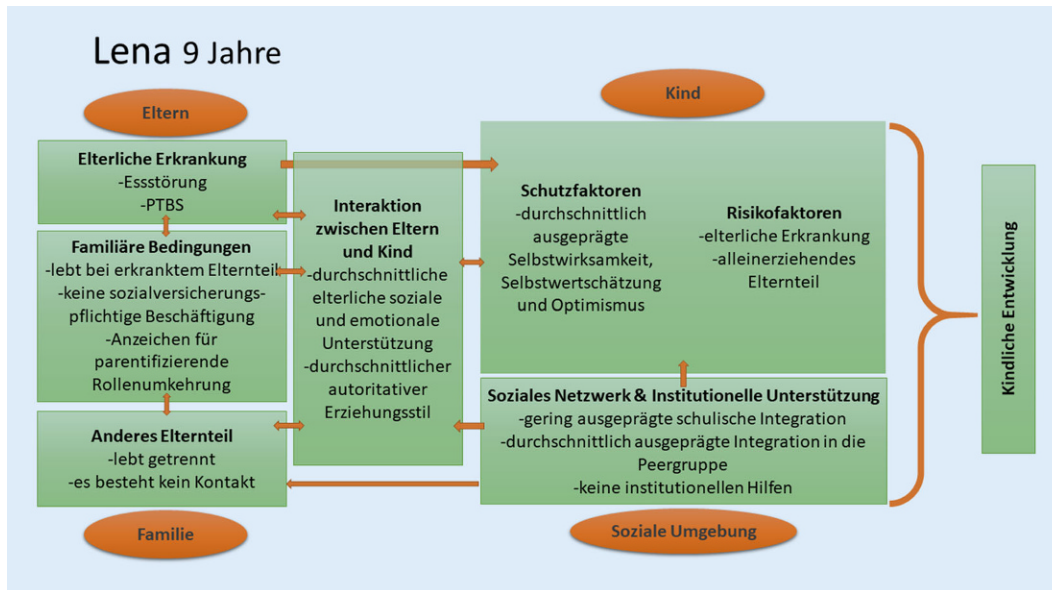 Lena 9 Jahre
Eltern
Elterliche Erkrankung
-Essstörung
-PTBS
Familiäre Bedingungen
-lebt bei erkranktem Elternteil
-keine sozialversicherungs-
pflichtige Beschäftigung
-Anzeichen für
parentifizierende
Rollenumkehrung
Anderes Elternteil
-lebt getrennt
-es besteht kein Kontakt
Familie
Interaktion
zwischen Eltern
und Kind
-durchschnittliche
elterliche soziale
und emotionale
Unterstützung
-durchschnittlicher
autoritativer
Erziehungsstil
Kind
Schutzfaktoren
-durchschnittlich
ausgeprägte
Selbstwirksamkeit,
Selbstwertschätzung
und Optimismus
Risikofaktoren
-elterliche Erkrankung
-alleinerziehendes
Elternteil
Soziales Netzwerk & Institutionelle Unterstützung
-gering ausgeprägte schulische Integration
-durchschnittlich ausgeprägte Integration in die
Peergruppe
-keine institutionellen Hilfen
Soziale Umgebung
Kindliche Entwicklung